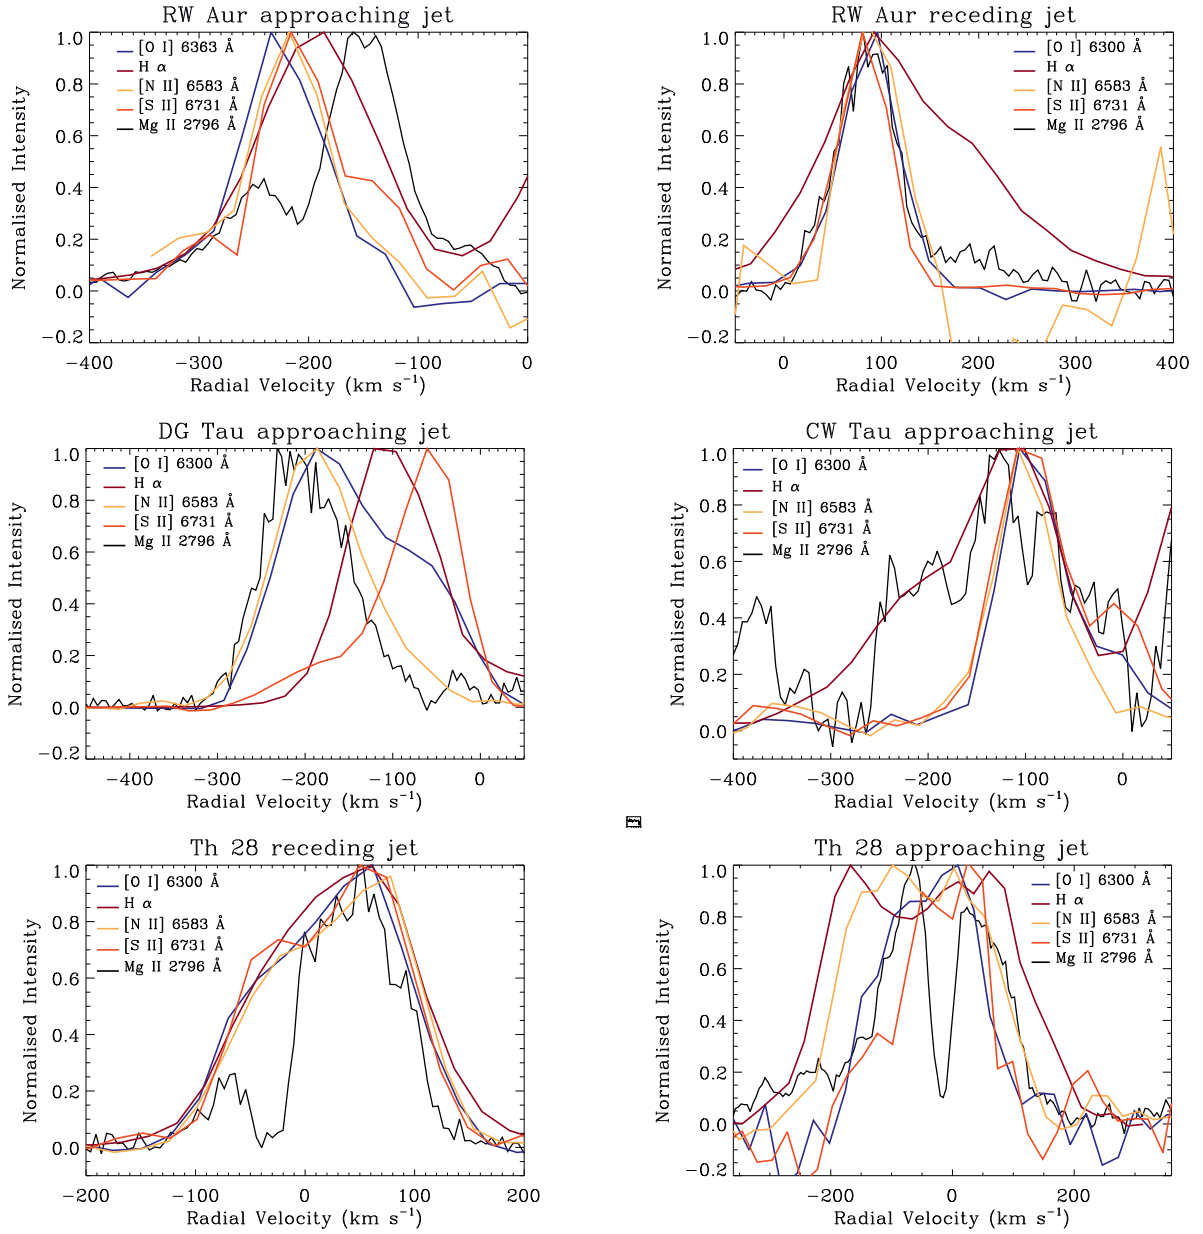 RW Aur approaching jet
Normalised Intensity
1.0
0.8
0.6
0.4
0.2
0.0
−0.2
[O I] 6363 Å
H α
[N II] 6583 Å
[S II] 6731 Å
Mg II 2796 Å
−400 −300 −200 −100 0
Radial Velocity (km s⁻¹)
RW Aur receding jet
Normalised Intensity
1.0
0.8
0.6
0.4
0.2
0.0
−0.2
[O I] 6300 Å
H α
[N II] 6583 Å
[S II] 6731 Å
Mg II 2796 Å
0 100 200 300 400
Radial Velocity (km s⁻¹)
DG Tau approaching jet
Normalised Intensity
1.0
0.8
0.6
0.4
0.2
0.0
−0.2
[O I] 6300 Å
H α
[N II] 6583 Å
[S II] 6731 Å
Mg II 2796 Å
−400 −300 −200 −100 0
Radial Velocity (km s⁻¹)
CW Tau approaching jet
Normalised Intensity
1.0
0.8
0.6
0.4
0.2
0.0
[O I] 6300 Å
H α
[N II] 6583 Å
[S II] 6731 Å
Mg II 2796 Å
−400 −300 −200 −100 0
Radial Velocity (km s⁻¹)
Th 28 receding jet
Normalised Intensity
1.0
0.8
0.6
0.4
0.2
0.0
[O I] 6300 Å
H α
[N II] 6583 Å
[S II] 6731 Å
Mg II 2796 Å
−200 −100 0 100 200
Radial Velocity (km s⁻¹)
Th 28 approaching jet
Normalised Intensity
1.0
0.8
0.6
0.4
0.2
0.0
−0.2
[O I] 6300 Å
H α
[N II] 6583 Å
[S II] 6731 Å
Mg II 2796 Å
−200 0 200
Radial Velocity (km s⁻¹)